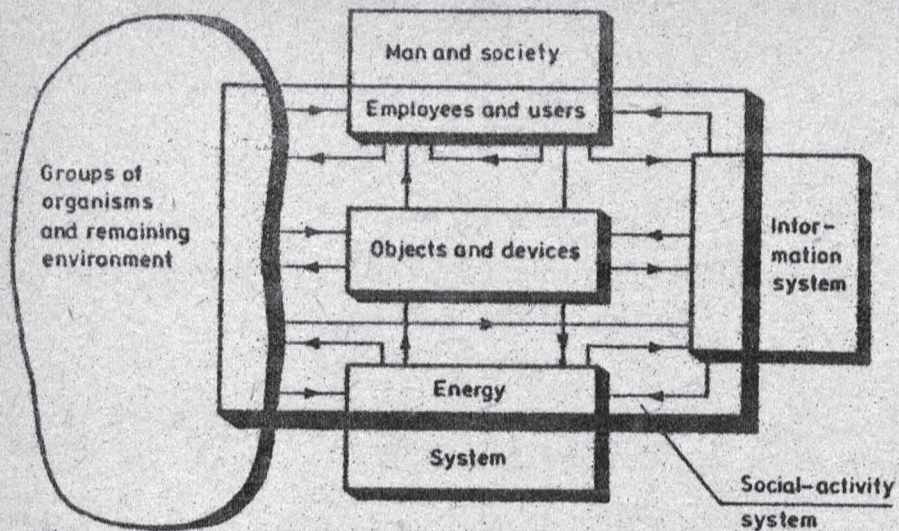 Man and society
Employees and users
Groups of
organisms
and remaining
environment
Objects and devices
Infor-
mation
system
Energy
System
Social-activity
system